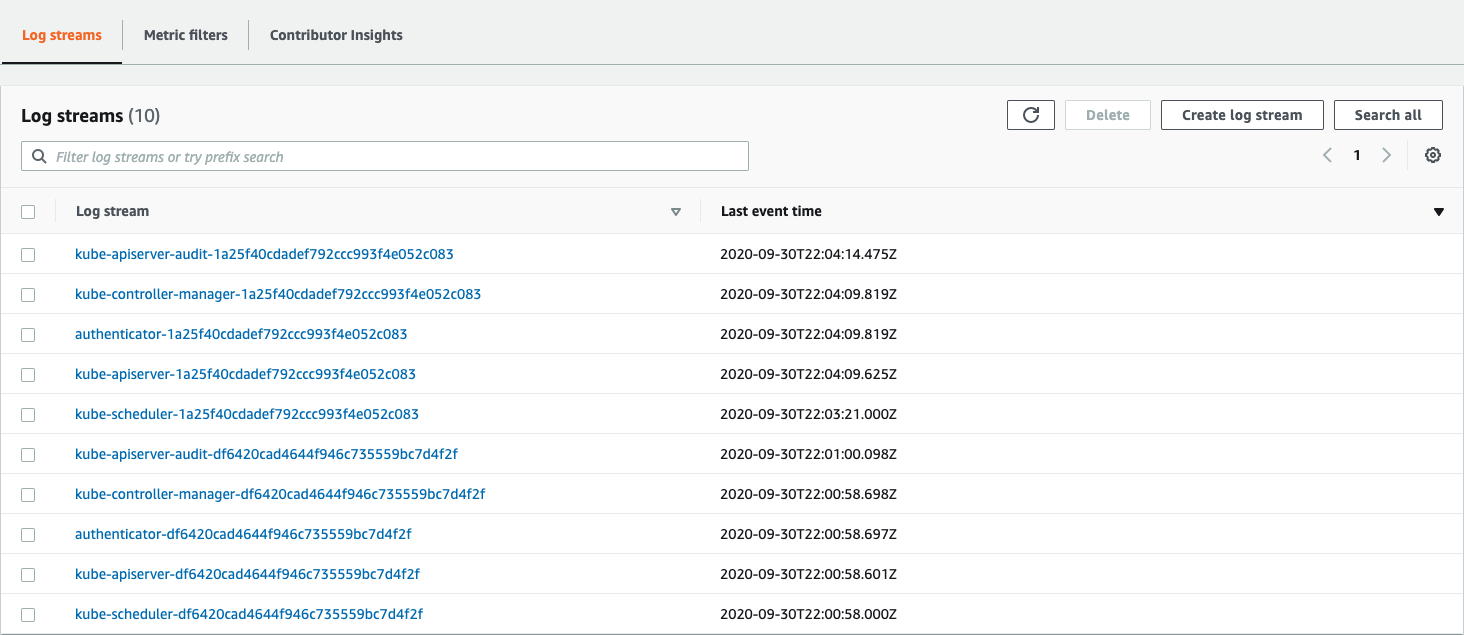 Log streams Metric filters Contributor Insights
Log streams (10) Delete Create log stream Search all
Filter log streams or try prefix search 1
Log stream Last event time
kube-apiserver-audit-1a25f40cdadef792ccc993f4e052c083 2020-09-30T22:04:14.475Z
kube-controller-manager-1a25f40cdadef792ccc993f4e052c083 2020-09-30T22:04:09.819Z
authenticator-1a25f40cdadef792ccc993f4e052c083 2020-09-30T22:04:09.819Z
kube-apiserver-1a25f40cdadef792ccc993f4e052c083 2020-09-30T22:04:09.625Z
kube-scheduler-1a25f40cdadef792ccc993f4e052c083 2020-09-30T22:03:21.000Z
kube-apiserver-audit-df6420cad4644f946c735559bc7d4f2f 2020-09-30T22:01:00.098Z
kube-controller-manager-df6420cad4644f946c735559bc7d4f2f 2020-09-30T22:00:58.698Z
authenticator-df6420cad4644f946c735559bc7d4f2f 2020-09-30T22:00:58.697Z
kube-apiserver-df6420cad4644f946c735559bc7d4f2f 2020-09-30T22:00:58.601Z
kube-scheduler-df6420cad4644f946c735559bc7d4f2f 2020-09-30T22:00:58.000Z